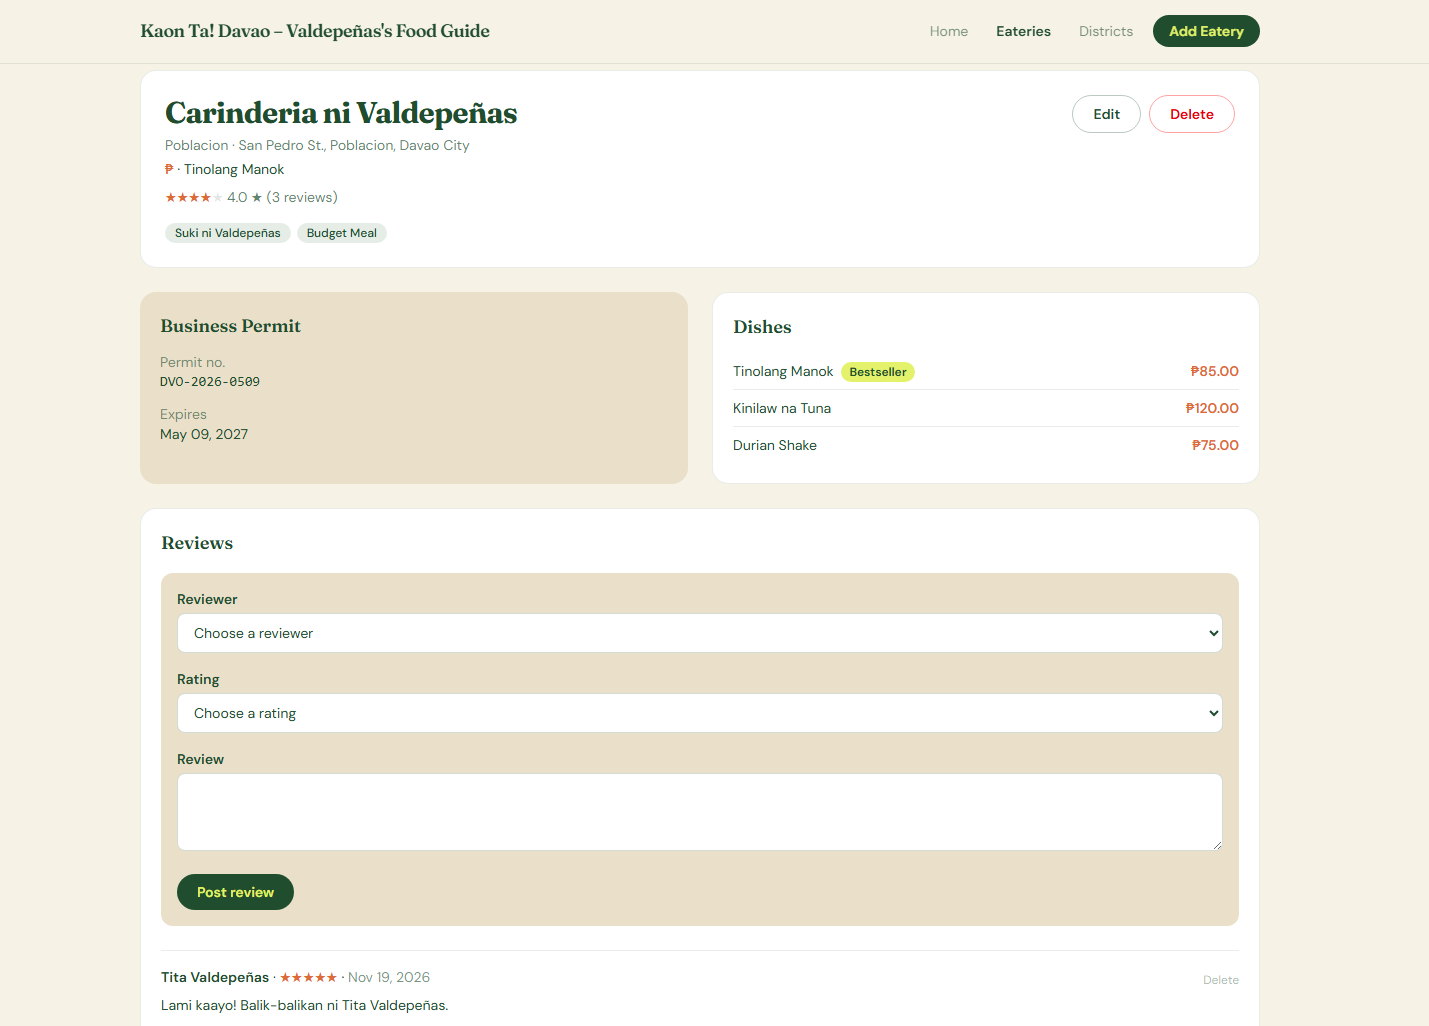 Kaon Ta! Davao – Valdepeñas's Food Guide
Home
Eateries
Districts
Add Eatery
Carinderia ni Valdepeñas
Edit
Delete
Poblacion · San Pedro St., Poblacion, Davao City
₱ · Tinolang Manok
★★★★★ 4.0 ★ (3 reviews)
Suki ni Valdepeñas
Budget Meal
Business Permit
Permit no.
DVO-2026-0509
Expires
May 09, 2027
Dishes
Tinolang Manok Bestseller ₱85.00
Kinilaw na Tuna ₱120.00
Durian Shake ₱75.00
Reviews
Reviewer
Choose a reviewer
Rating
Choose a rating
Review
Post review
Tita Valdepeñas · ★★★★★ · Nov 19, 2026
Delete
Lami kaayo! Balik-balikan ni Tita Valdepeñas.